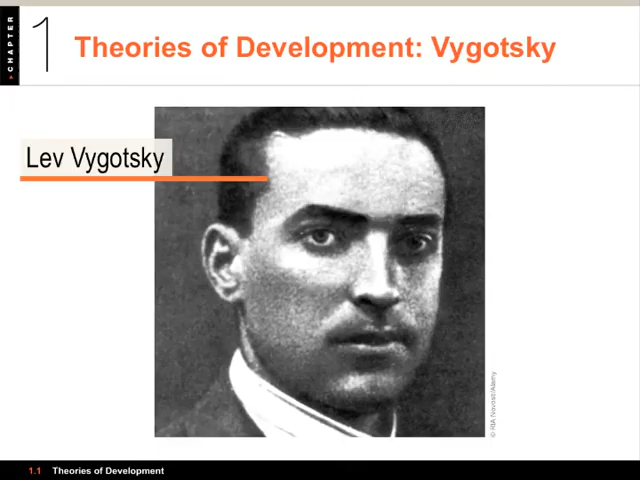 CHAPTER
1
Theories of Development: Vygotsky
Lev Vygotsky
© RIA Novosti/Alamy
1.1 Theories of Development